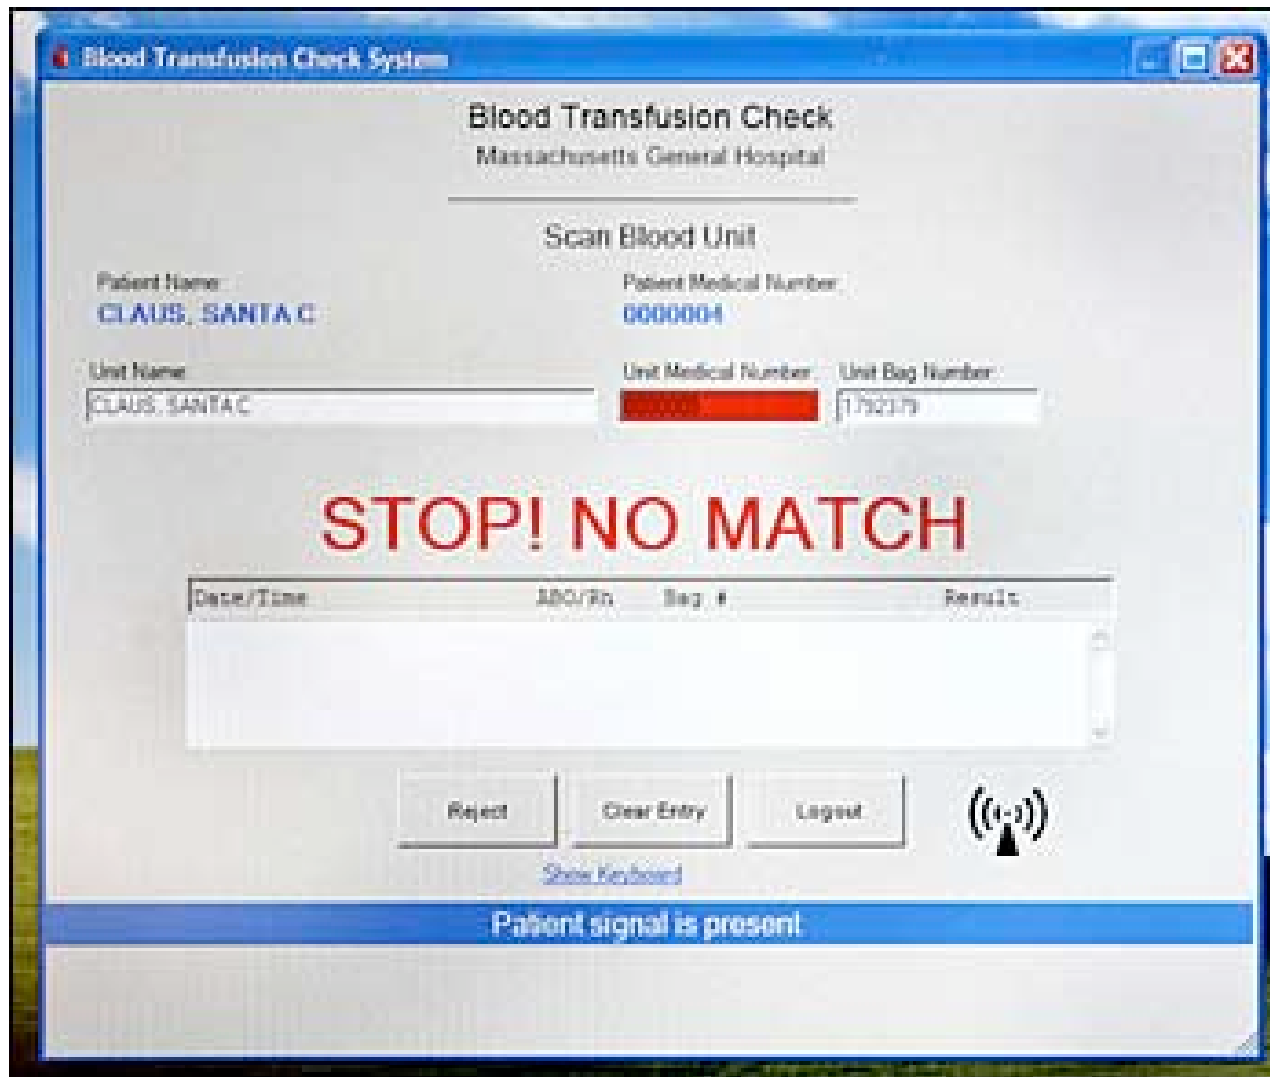 Blood Transfusion Check System
Blood Transfusion Check
Massachusetts General Hospital
Scan Blood Unit
Patient Name: Patient Medical Number:
CLAUS, SANTA C 0000004
Unit Name: Unit Medical Number: Unit Bag Number:
CLAUS, SANTA C 1792379
STOP! NO MATCH
Date/Time ABO/Rh Bag # Result
Reject Clear Entry Logout
Show Keyboard
Patient signal is present